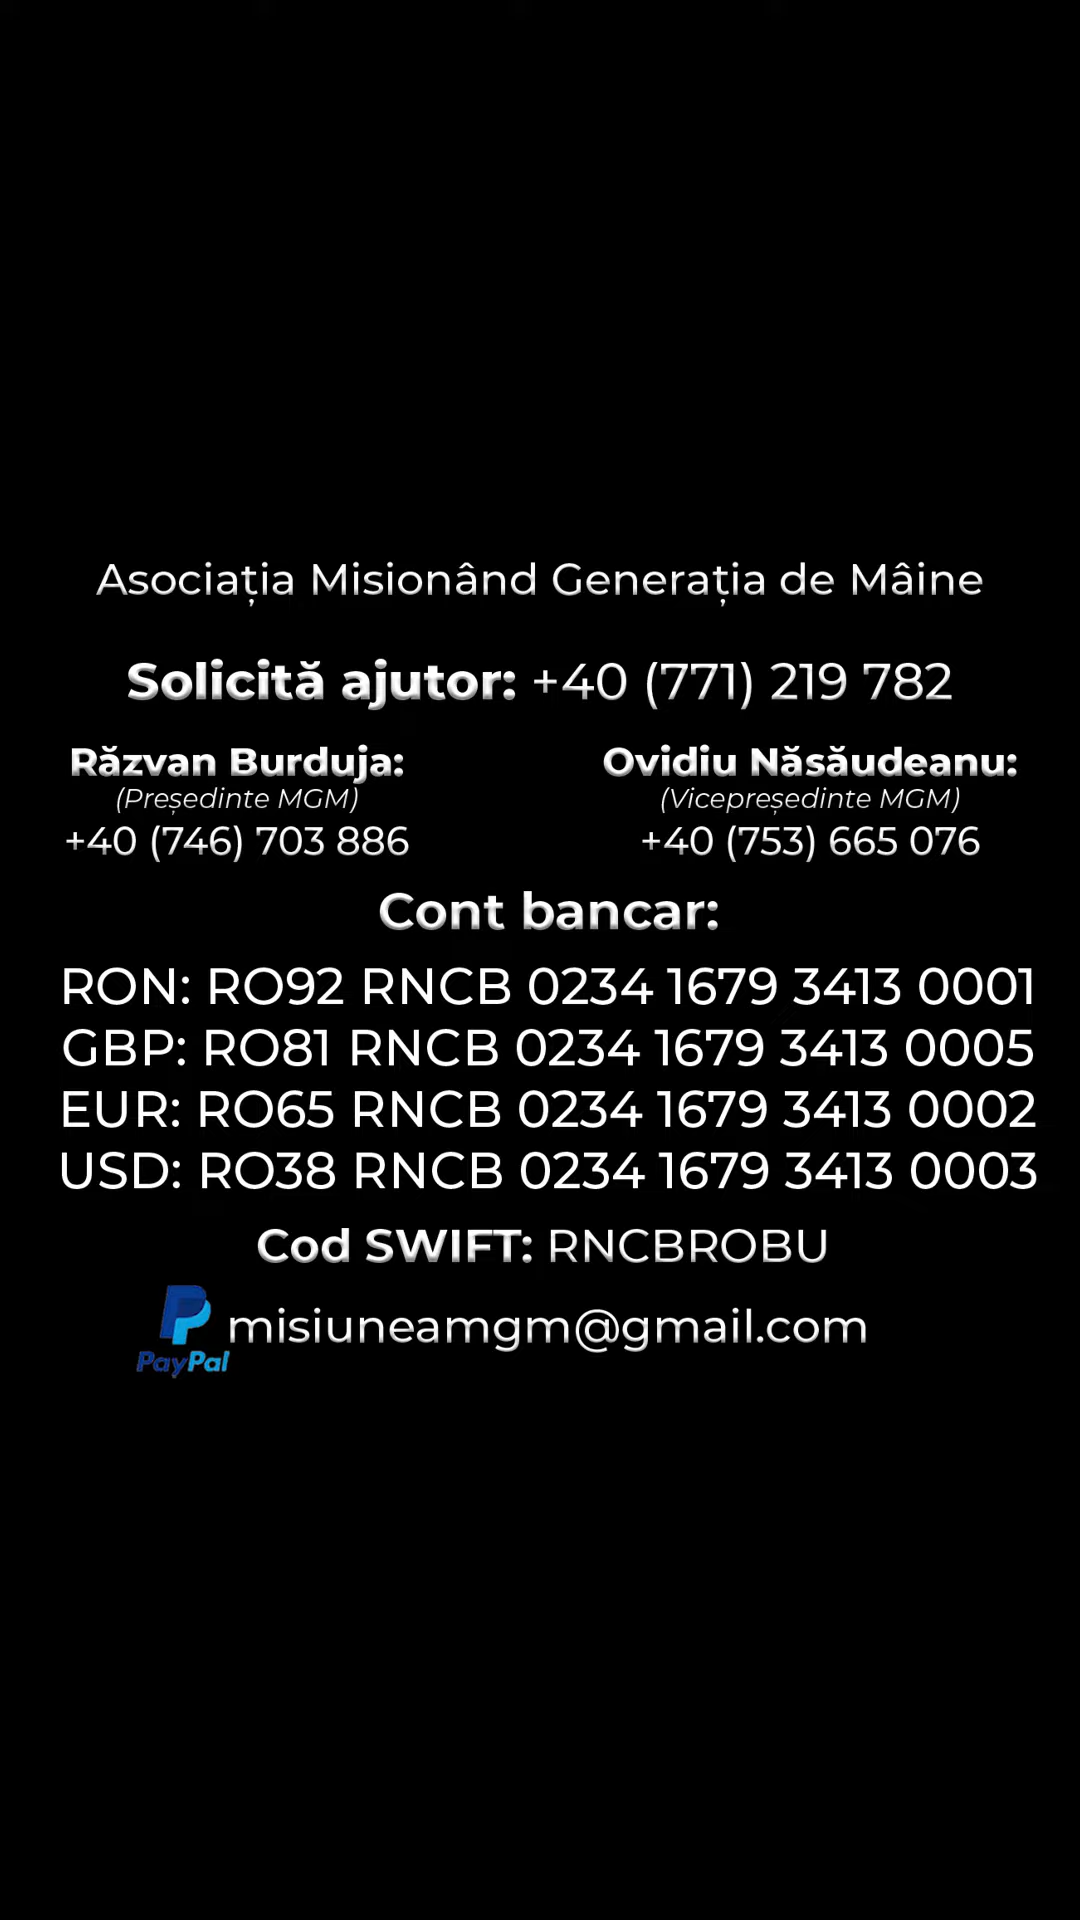 Asociația Misionând Generația de Mâine
Solicită ajutor: +40 (771) 219 782
Răzvan Burduja:
(Președinte MGM)
+40 (746) 703 886
Ovidiu Năsăudeanu:
(Vicepreședinte MGM)
+40 (753) 665 076
Cont bancar:
RON: RO92 RNCB 0234 1679 3413 0001
GBP: RO81 RNCB 0234 1679 3413 0005
EUR: RO65 RNCB 0234 1679 3413 0002
USD: RO38 RNCB 0234 1679 3413 0003
Cod SWIFT: RNCBROBU
PayPal
misiuneamgm@gmail.com